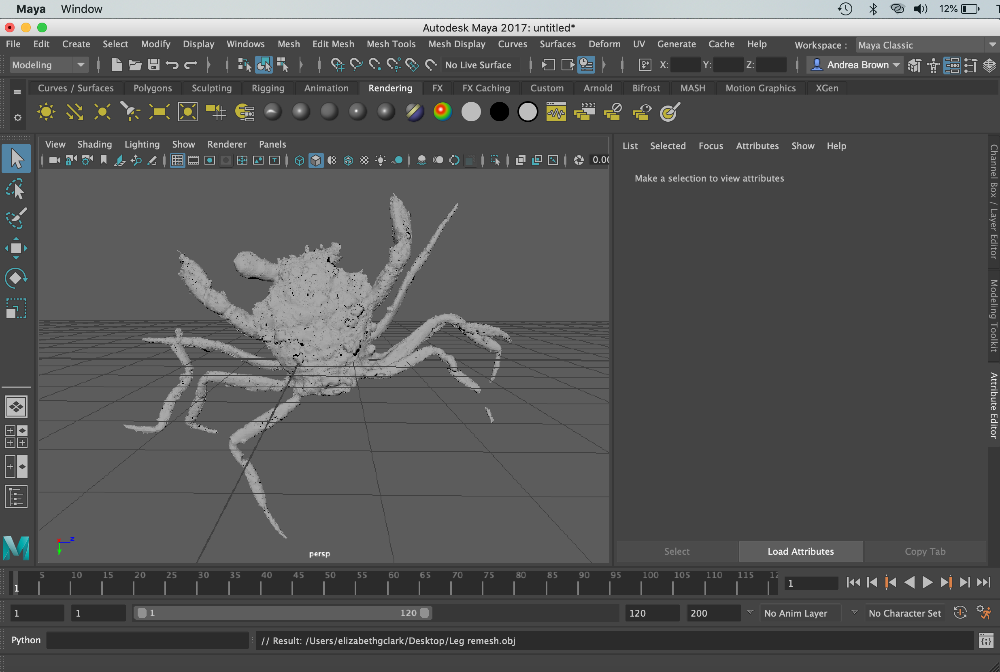 Maya Window 12%
Autodesk Maya 2017: untitled*
File Edit Create Select Modify Display Windows Mesh Edit Mesh Mesh Tools Mesh Display Curves Surfaces Deform UV Generate Cache Help Workspace : Maya Classic
Modeling No Live Surface X: Y: Z: Andrea Brown
Curves / Surfaces Polygons Sculpting Rigging Animation Rendering FX FX Caching Custom Arnold Bifrost MASH Motion Graphics XGen
View Shading Lighting Show Renderer Panels
0.00
List Selected Focus Attributes Show Help
Make a selection to view attributes
Channel Box / Layer Editor
Modeling Toolkit
Attribute Editor
x z
persp
Select Load Attributes Copy Tab
5 10 15 20 25 30 35 40 45 50 55 60 65 70 75 80 85 90 95 100 105 110 115 12
1 1
1 1 1 120 120 200 No Anim Layer No Character Set
Python // Result: /Users/elizabethgclark/Desktop/Leg remesh.obj